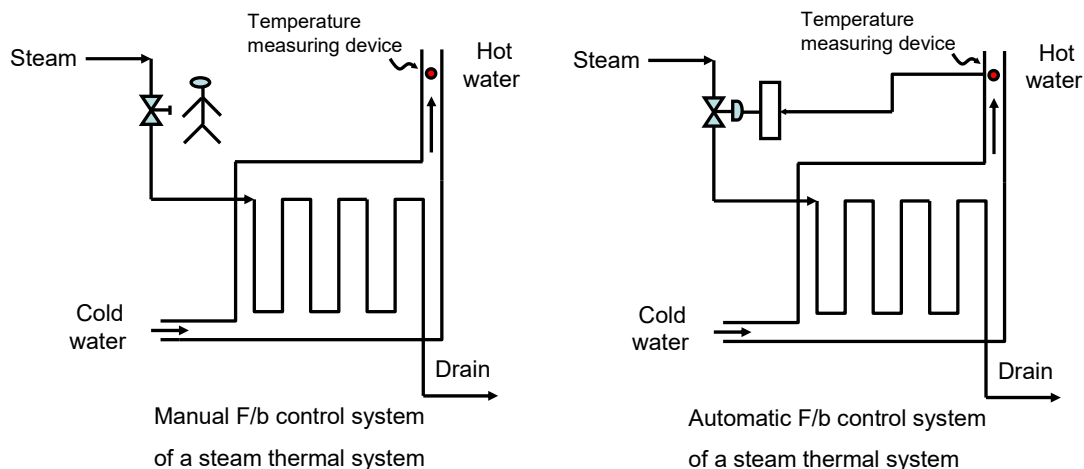 Temperature
measuring device
Steam
Hot
water
Cold
water
Drain
Manual F/b control system
of a steam thermal system
Temperature
measuring device
Steam
Hot
water
Cold
water
Drain
Automatic F/b control system
of a steam thermal system